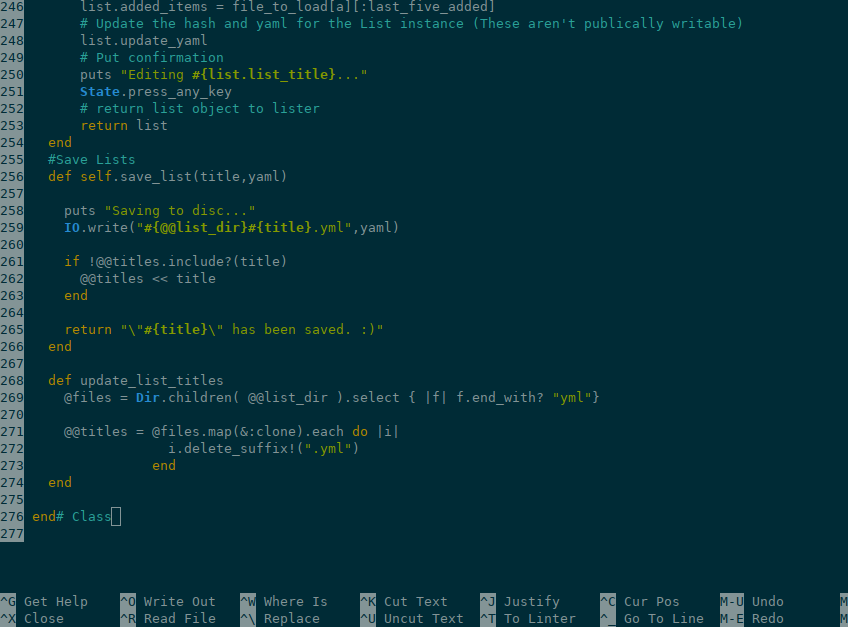 246       list.added_items = file_to_load[a][:last_five_added]
247       # Update the hash and yaml for the List instance (These aren't publically writable)
248       list.update_yaml
249       # Put confirmation
250       puts "Editing #{list.list_title}..."
251       State.press_any_key
252       # return list object to lister
253       return list
254   end
255   #Save Lists
256   def self.save_list(title,yaml)
257
258     puts "Saving to disc..."
259     IO.write("#{@@list_dir}#{title}.yml",yaml)
260
261     if !@@titles.include?(title)
262       @@titles << title
263     end
264
265     return "\"#{title}\" has been saved. :)"
266   end
267
268   def update_list_titles
269     @files = Dir.children( @@list_dir ).select { |f| f.end_with? "yml"}
270
271     @@titles = @files.map(&:clone).each do |i|
272                  i.delete_suffix!(".yml")
273                end
274   end
275
276 end# Class
277
^G Get Help ^O Write Out ^W Where Is ^K Cut Text ^J Justify ^C Cur Pos M-U Undo M
^X Close ^R Read File ^\ Replace ^U Uncut Text ^T To Linter ^_ Go To Line M-E Redo M